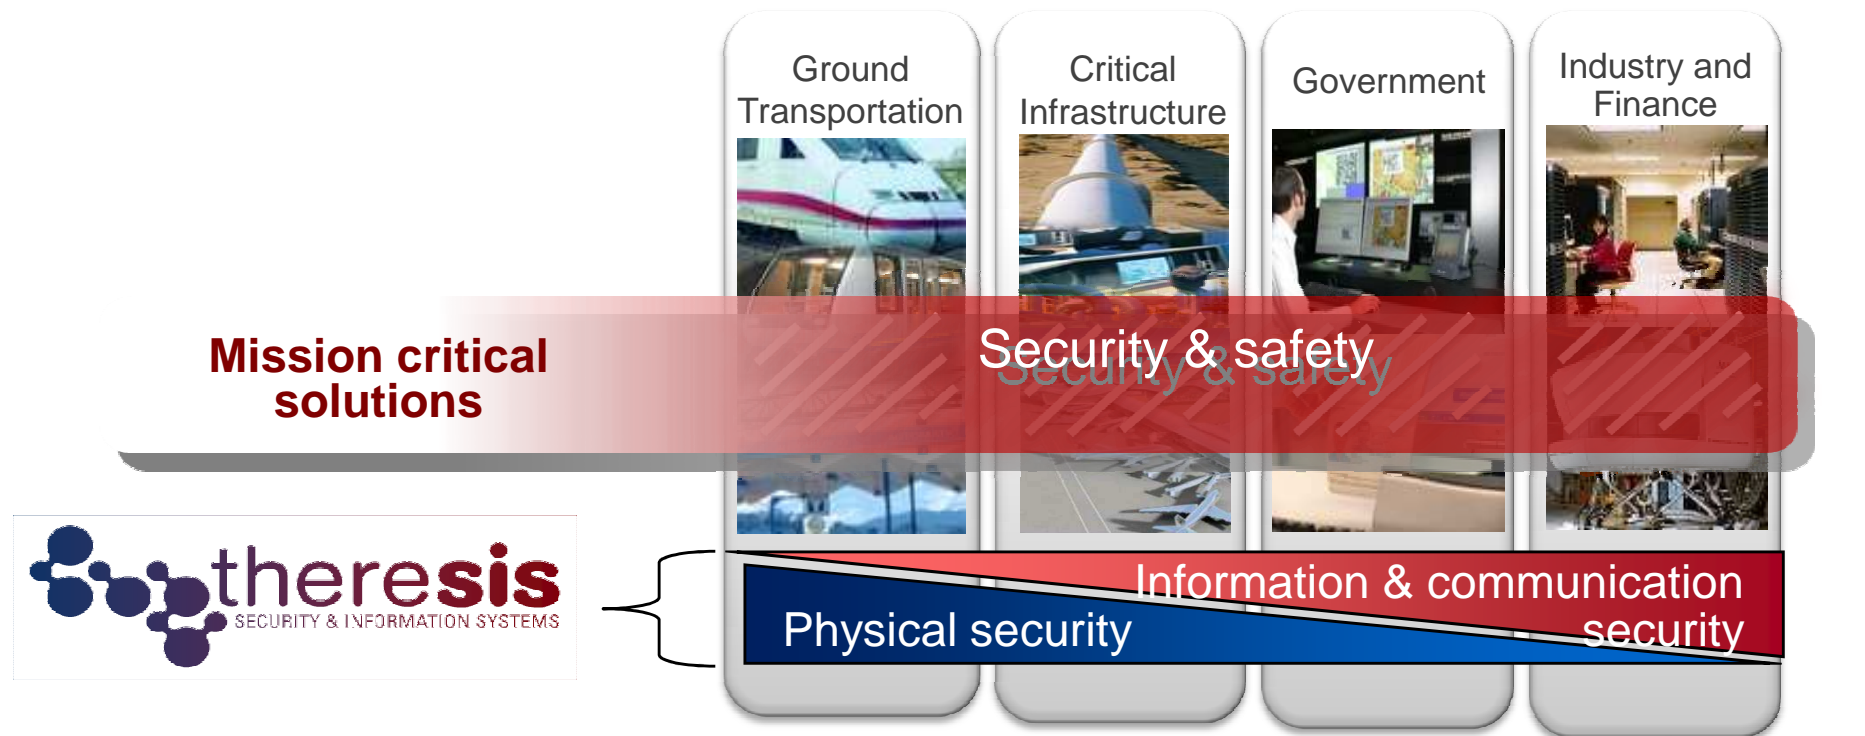 Ground
Transportation
Critical
Infrastructure
Government
Industry and
Finance
Mission critical
solutions
Security & safety
theresis
SECURITY & INFORMATION SYSTEMS
Information & communication
security
Physical security